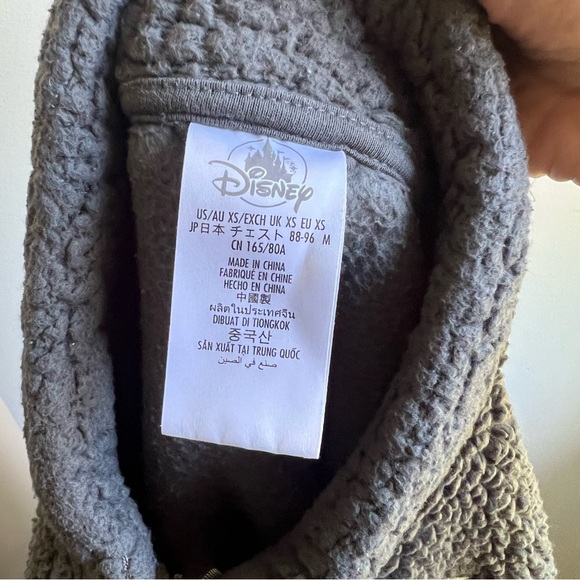 Disney
US/AU XS/EXCH UK XS EU XS
JP日本 チェスト 88-96 M
CN 165/80A
MADE IN CHINA
FABRIQUÉ EN CHINE
HECHO EN CHINA
中國製
ผลิตในประเทศจีน
DIBUAT DI TIONGKOK
중국산
SẢN XUẤT TẠI TRUNG QUỐC
صنع في الصين